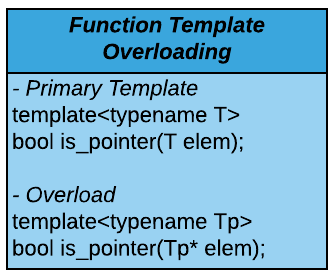 Function Template
Overloading
- Primary Template
template<typename T>
bool is_pointer(T elem);
- Overload
template<typename Tp>
bool is_pointer(Tp* elem);